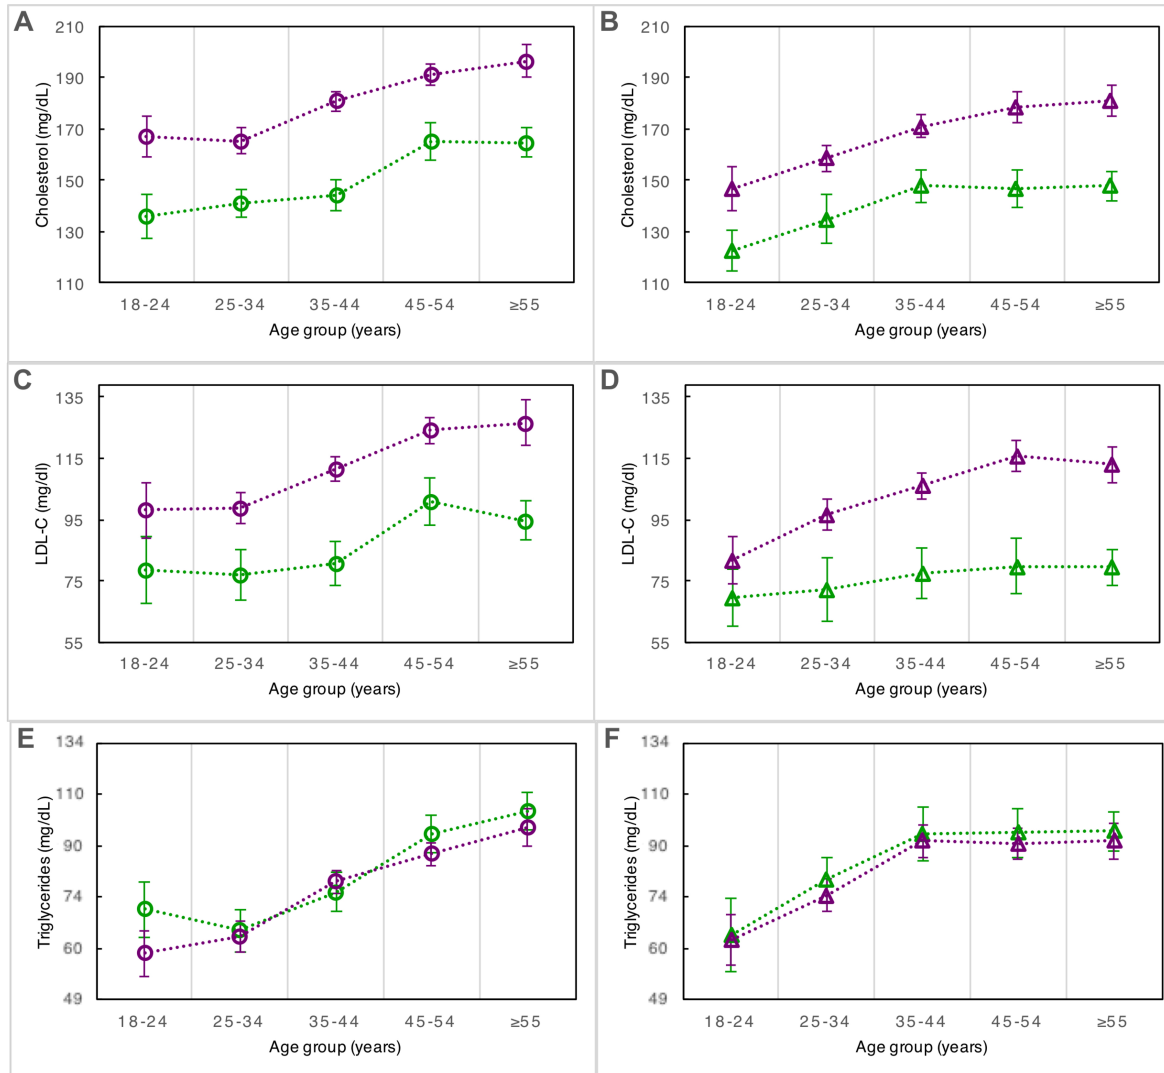 A
Cholesterol (mg/dL)
210
190
170
150
130
110
18-24 25-34 35-44 45-54 ≥55
Age group (years)
B
Cholesterol (mg/dL)
210
190
170
150
130
110
18-24 25-34 35-44 45-54 ≥55
Age group (years)
C
LDL-C (mg/dl)
135
115
95
75
55
18-24 25-34 35-44 45-54 ≥55
Age group (years)
D
LDL-C (mg/dl)
135
115
95
75
55
18-24 25-34 35-44 45-54 ≥55
Age group (years)
E
Triglycerides (mg/dL)
134
110
90
74
60
49
18-24 25-34 35-44 45-54 ≥55
Age group (years)
F
Triglycerides (mg/dL)
134
110
90
74
60
49
18-24 25-34 35-44 45-54 ≥55
Age group (years)